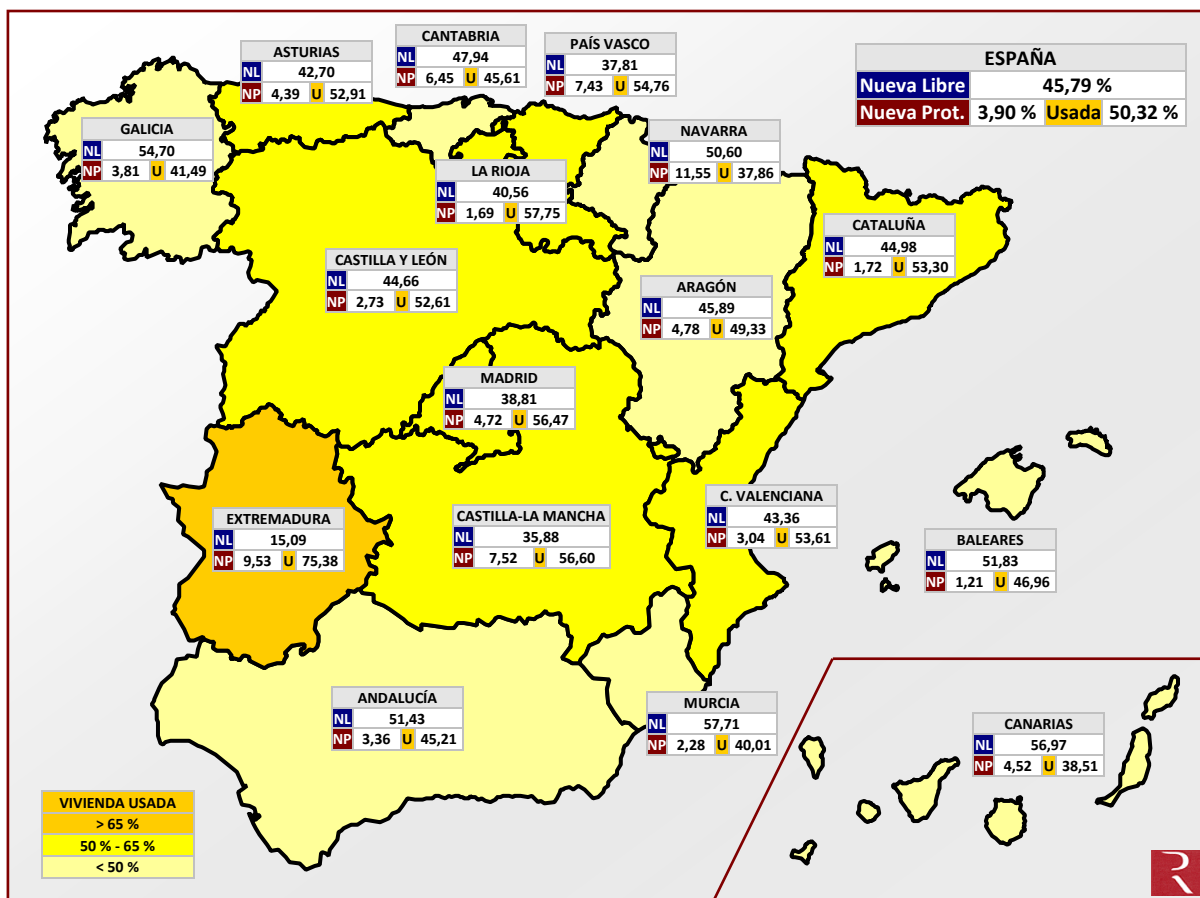 ESPAÑA
Nueva Libre 45,79 %
Nueva Prot. 3,90 % Usada 50,32 %
ASTURIAS
NL 42,70
NP 4,39 U 52,91
CANTABRIA
NL 47,94
NP 6,45 U 45,61
PAÍS VASCO
NL 37,81
NP 7,43 U 54,76
GALICIA
NL 54,70
NP 3,81 U 41,49
NAVARRA
NL 50,60
NP 11,55 U 37,86
LA RIOJA
NL 40,56
NP 1,69 U 57,75
CATALUÑA
NL 44,98
NP 1,72 U 53,30
CASTILLA Y LEÓN
NL 44,66
NP 2,73 U 52,61
ARAGÓN
NL 45,89
NP 4,78 U 49,33
MADRID
NL 38,81
NP 4,72 U 56,47
EXTREMADURA
NL 15,09
NP 9,53 U 75,38
CASTILLA-LA MANCHA
NL 35,88
NP 7,52 U 56,60
C. VALENCIANA
NL 43,36
NP 3,04 U 53,61
BALEARES
NL 51,83
NP 1,21 U 46,96
ANDALUCÍA
NL 51,43
NP 3,36 U 45,21
MURCIA
NL 57,71
NP 2,28 U 40,01
CANARIAS
NL 56,97
NP 4,52 U 38,51
VIVIENDA USADA
> 65 %
50 % - 65 %
< 50 %
R